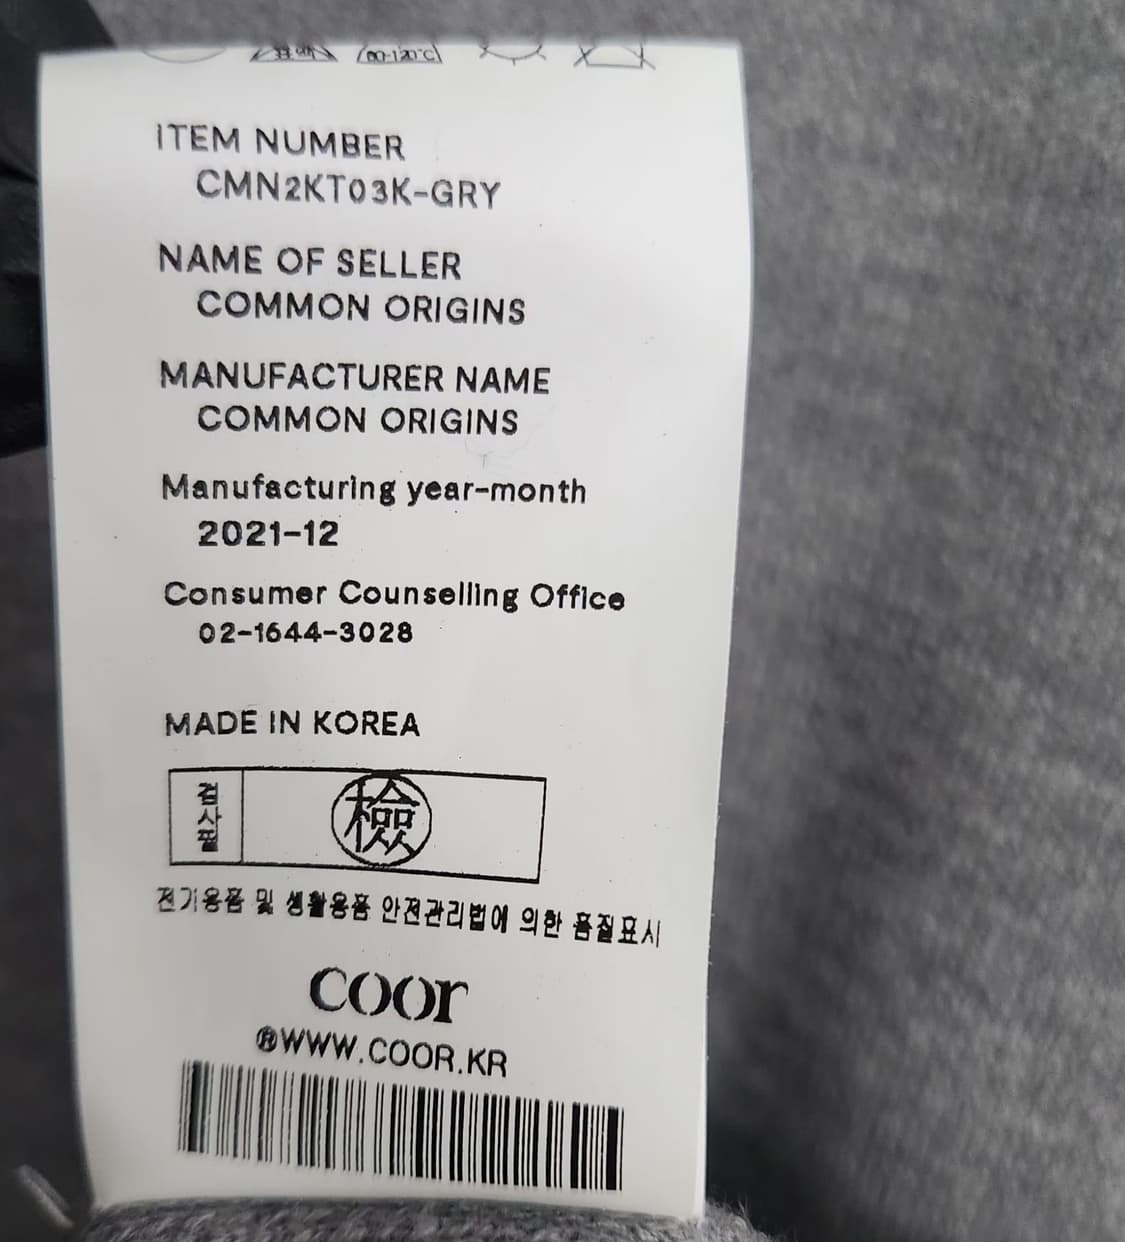 ITEM NUMBER
CMN2KT03K-GRY
NAME OF SELLER
COMMON ORIGINS
MANUFACTURER NAME
COMMON ORIGINS
Manufacturing year-month
2021-12
Consumer Counselling Office
02-1644-3028
MADE IN KOREA
검사필
檢
전기용품 및 생활용품 안전관리법에 의한 품질표시
coor
®WWW.COOR.KR